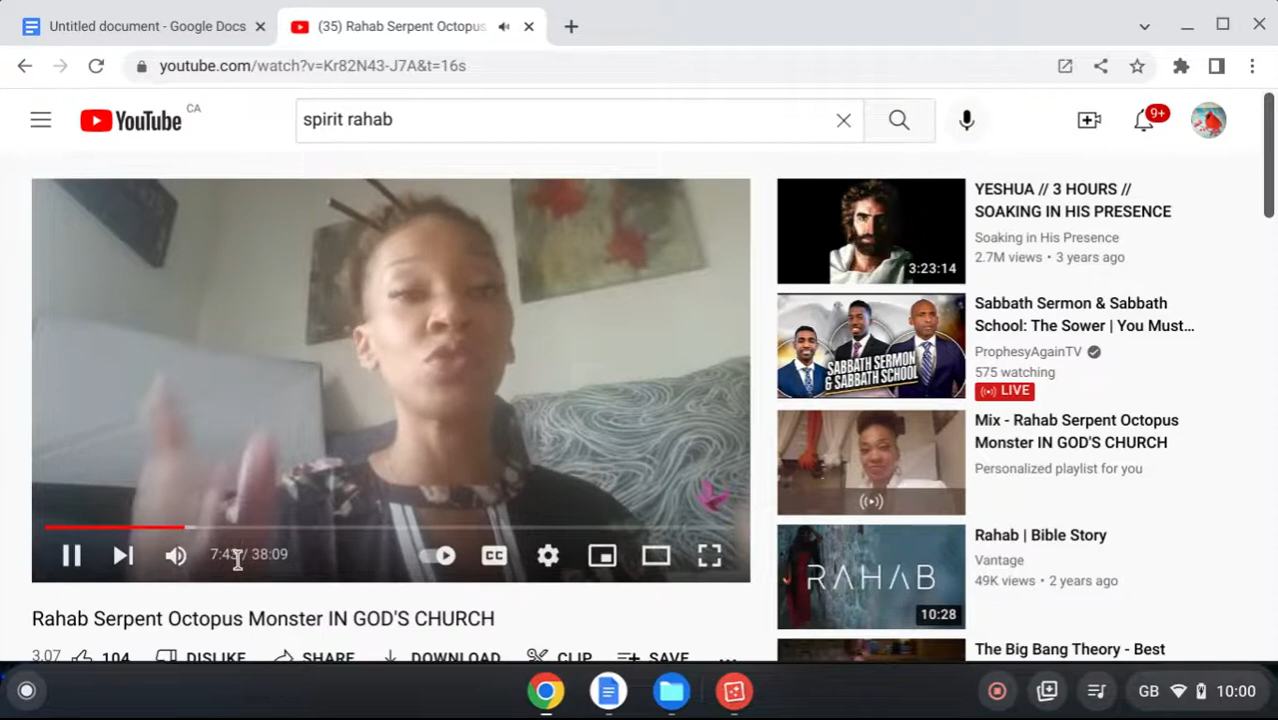 Untitled document - Google Docs
(35) Rahab Serpent Octopus
youtube.com/watch?v=Kr82N43-J7A&t=16s
YouTube CA
spirit rahab
9+
YESHUA // 3 HOURS //
SOAKING IN HIS PRESENCE
Soaking in His Presence
2.7M views • 3 years ago
3:23:14
Sabbath Sermon & Sabbath
School: The Sower | You Must...
ProphesyAgainTV
575 watching
LIVE
SABBATH SERMON
& SABBATH
SCHOOL
Mix - Rahab Serpent Octopus
Monster IN GOD'S CHURCH
Personalized playlist for you
Rahab | Bible Story
Vantage
49K views • 2 years ago
RAHAB
10:28
The Big Bang Theory - Best
7:43 / 38:09
CC
Rahab Serpent Octopus Monster IN GOD'S CHURCH
3.07
104
DISLIKE
SHARE
DOWNLOAD
CLIP
SAVE
...
GB
10:00